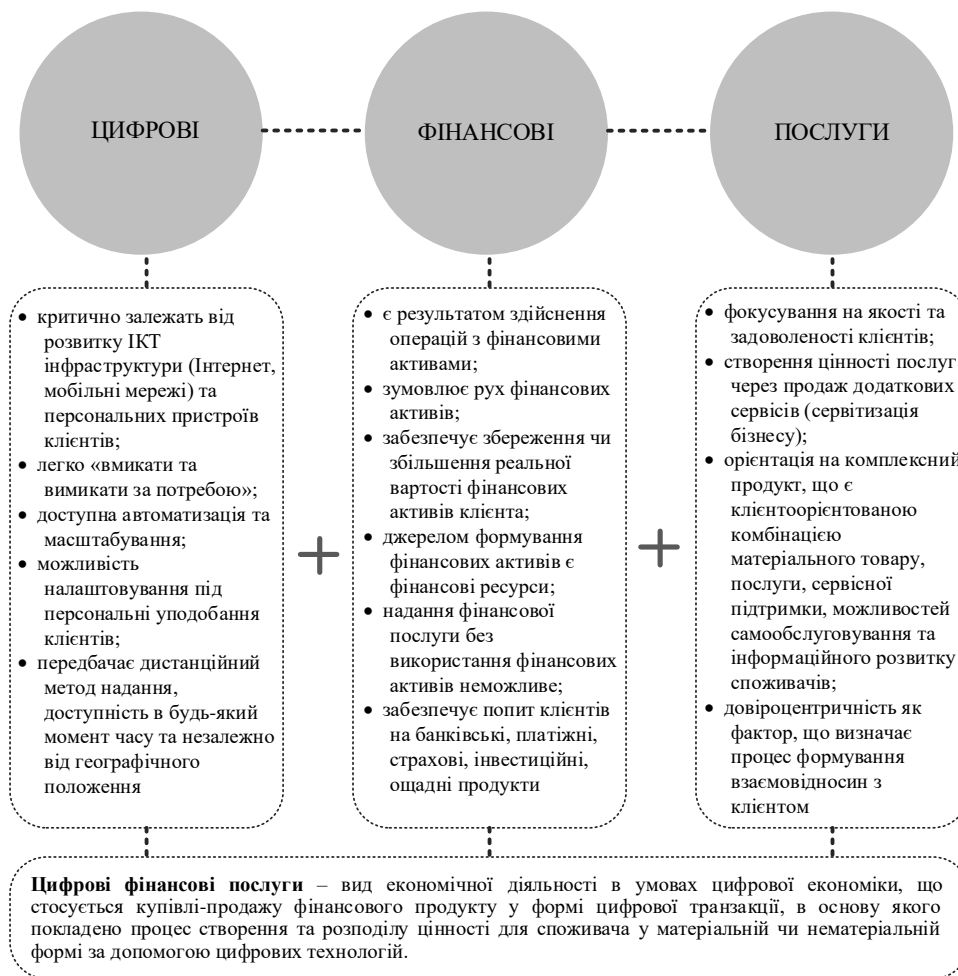 ЦИФРОВІ
ФІНАНСОВІ
ПОСЛУГИ
• критично залежать від
розвитку ІКТ
інфраструктури (Інтернет,
мобільні мережі) та
персональних пристроїв
клієнтів;
• легко «вмикати та
вимикати за потребою»;
• доступна автоматизація та
масштабування;
• можливість
налаштовування під
персональні уподобання
клієнтів;
• передбачає дистанційний
метод надання,
доступність в будь-який
момент часу та незалежно
від географічного
положення
+
• є результатом здійснення
операцій з фінансовими
активами;
• зумовлює рух фінансових
активів;
• забезпечує збереження чи
збільшення реальної
вартості фінансових
активів клієнта;
• джерелом формування
фінансових активів є
фінансові ресурси;
• надання фінансової
послуги без
використання фінансових
активів неможливе;
• забезпечує попит клієнтів
на банківські, платіжні,
страхові, інвестиційні,
ощадні продукти
+
• фокусування на якості та
задоволеності клієнтів;
• створення цінності послуг
через продаж додаткових
сервісів (сервітизація
бізнесу);
• орієнтація на комплексний
продукт, що є
клієнтоорієнтованою
комбінацією
матеріального товару,
послуги, сервісної
підтримки, можливостей
самообслуговування та
інформаційного розвитку
споживачів;
• довіроцентричність як
фактор, що визначає
процес формування
взаємовідносин з
клієнтом
Цифрові фінансові послуги – вид економічної діяльності в умовах цифрової економіки, що
стосується купівлі-продажу фінансового продукту у формі цифрової транзакції, в основу якого
покладено процес створення та розподілу цінності для споживача у матеріальній чи нематеріальній
формі за допомогою цифрових технологій.